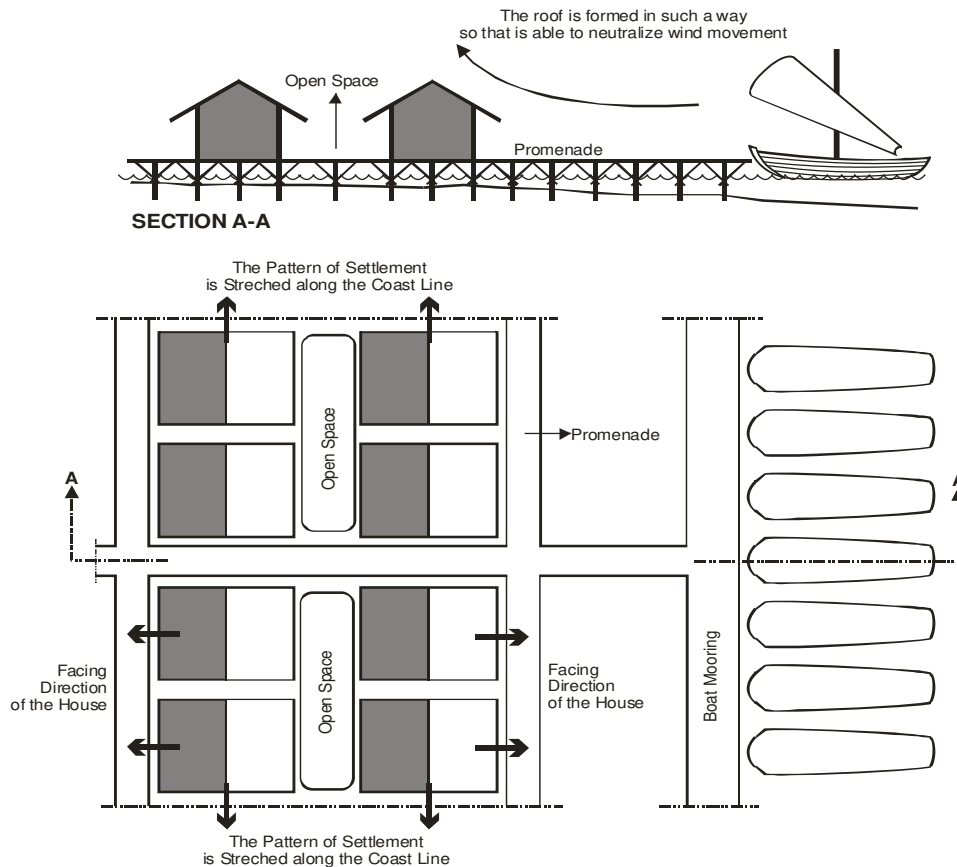 The roof is formed in such a way
so that is able to neutralize wind movement
Open Space
Promenade
SECTION A-A
The Pattern of Settlement
is Streched along the Coast Line
Open Space
Promenade
A
A
Open Space
Facing
Direction
of the House
Facing
Direction
of the House
Boat Mooring
The Pattern of Settlement
is Streched along the Coast Line